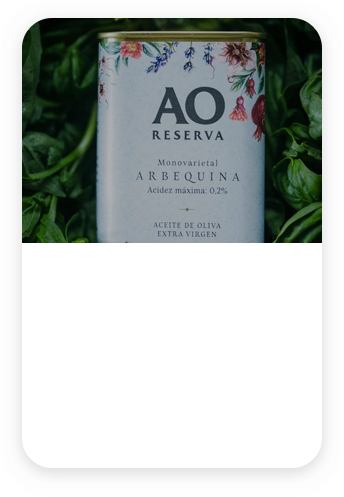 AO
RESERVA
Monovarietal
ARBEQUINA
Acidez máxima: 0,2%
ACEITE DE OLIVA
EXTRA VIRGEN